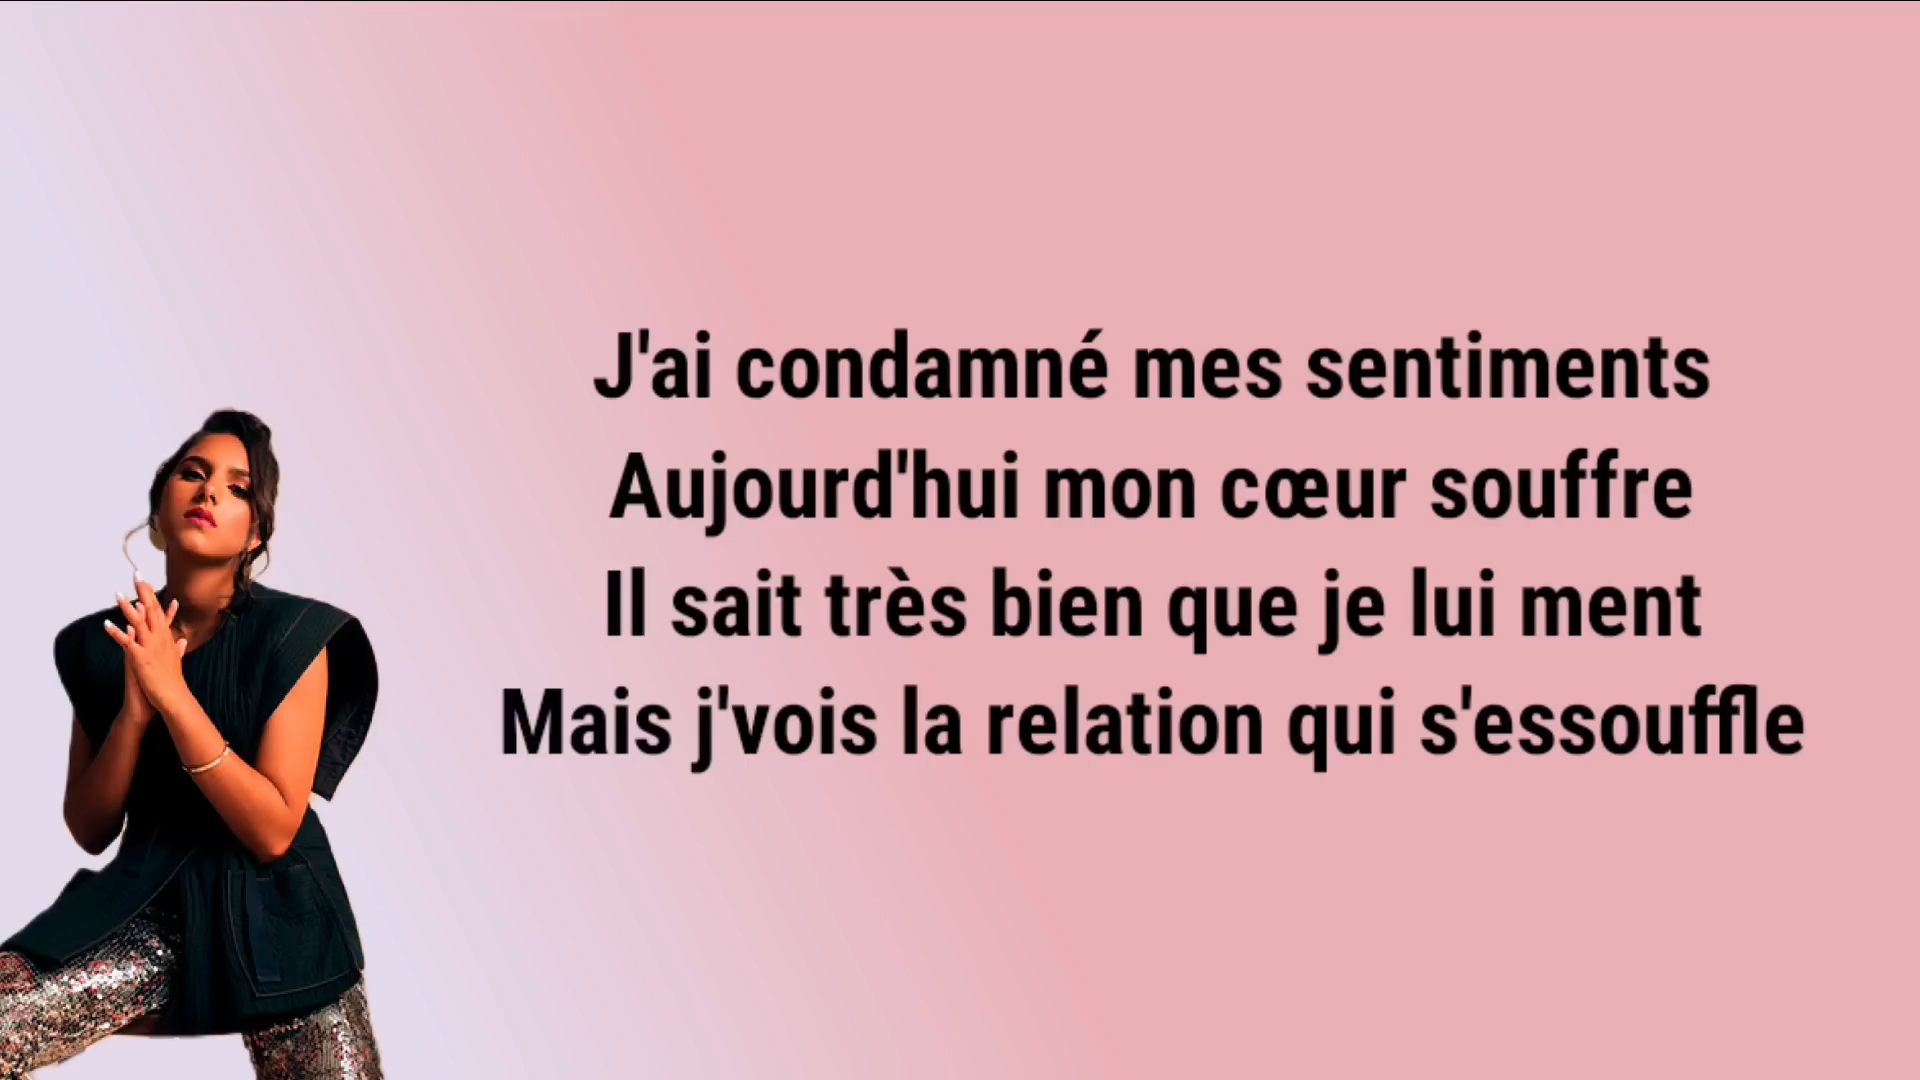 J'ai condamné mes sentiments
Aujourd'hui mon cœur souffre
Il sait très bien que je lui ment
Mais j'vois la relation qui s'essouffle